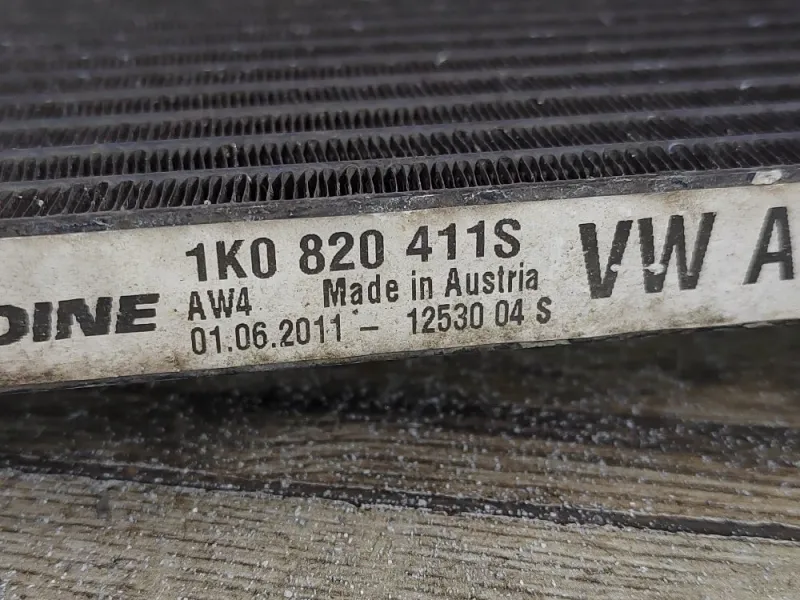 1K0 820 411S
DINE AW4 Made in Austria VW A
01.06.2011 - 12530 04 S